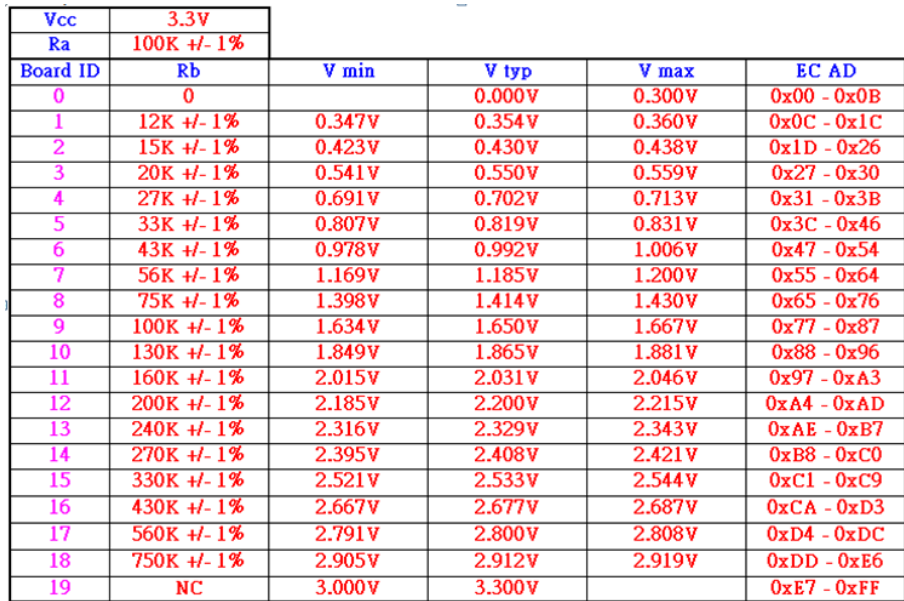 Vcc 3.3V
Ra 100K +/- 1%
Board ID Rb V min V typ V max EC AD
0 0 0.000V 0.300V 0x00 - 0x0B
1 12K +/- 1% 0.347V 0.354V 0.360V 0x0C - 0x1C
2 15K +/- 1% 0.423V 0.430V 0.438V 0x1D - 0x26
3 20K +/- 1% 0.541V 0.550V 0.559V 0x27 - 0x30
4 27K +/- 1% 0.691V 0.702V 0.713V 0x31 - 0x3B
5 33K +/- 1% 0.807V 0.819V 0.831V 0x3C - 0x46
6 43K +/- 1% 0.978V 0.992V 1.006V 0x47 - 0x54
7 56K +/- 1% 1.169V 1.185V 1.200V 0x55 - 0x64
8 75K +/- 1% 1.398V 1.414V 1.430V 0x65 - 0x76
9 100K +/- 1% 1.634V 1.650V 1.667V 0x77 - 0x87
10 130K +/- 1% 1.849V 1.865V 1.881V 0x88 - 0x96
11 160K +/- 1% 2.015V 2.031V 2.046V 0x97 - 0xA3
12 200K +/- 1% 2.185V 2.200V 2.215V 0xA4 - 0xAD
13 240K +/- 1% 2.316V 2.329V 2.343V 0xAE - 0xB7
14 270K +/- 1% 2.395V 2.408V 2.421V 0xB8 - 0xC0
15 330K +/- 1% 2.521V 2.533V 2.544V 0xC1 - 0xC9
16 430K +/- 1% 2.667V 2.677V 2.687V 0xCA - 0xD3
17 560K +/- 1% 2.791V 2.800V 2.808V 0xD4 - 0xDC
18 750K +/- 1% 2.905V 2.912V 2.919V 0xDD - 0xE6
19 NC 3.000V 3.300V 0xE7 - 0xFF